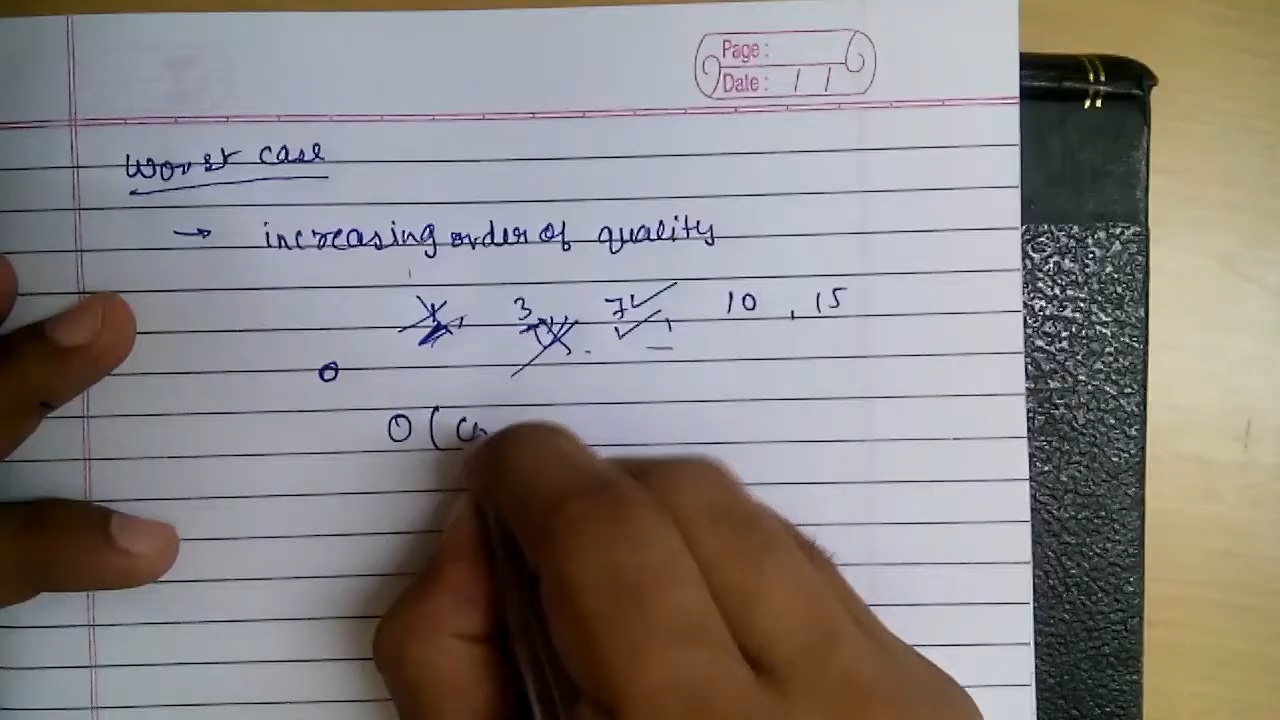 Page :
Date : / /
worst case
→ increasing order of quality
3 7✓ 10 , 15
O (